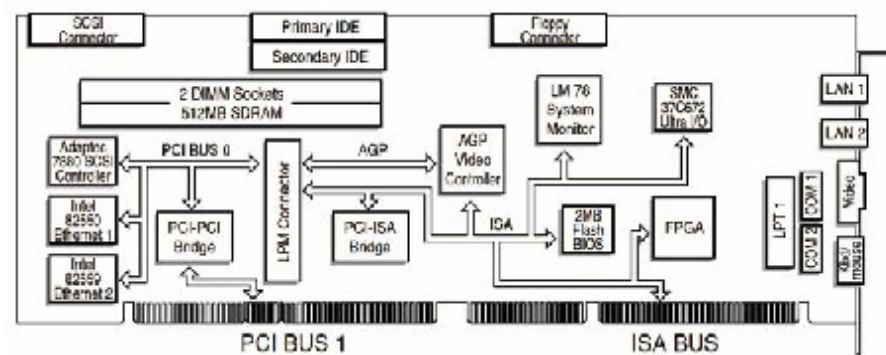 SCSI
Connector
Primary IDE
Secondary IDE
Floppy
Connector
2 DIMM Sockets
512MB SDRAM
LM 78
System
Monitor
SMC
37C672
Ultra I/O
LAN 1
LAN 2
Adaptec
7880 SCSI
Controller
PCI BUS 0
AGP
AGP
Video
Controller
LPM Connector
Intel
Ethernet 1
PCI-PCI
Bridge
PCI-ISA
Bridge
ISA
2MB
Flash
BIOS
FPGA
LPT 1
COM 1
COM 2
Video
Kbd/
mouse
Intel
82559
Ethernet 2
PCI BUS 1
ISA BUS